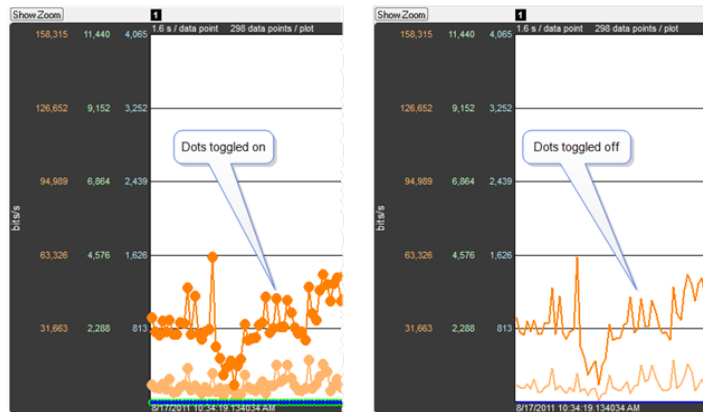 Show Zoom
1
1.6 s / data point 298 data points / plot
158,315 11,440 4,065
126,652 9,152 3,252
Dots toggled on
94,989 6,864 2,439
bits/s
63,326 4,576 1,626
31,663 2,288 813
8/17/2011 10:34:19.134034 AM
Show Zoom
1
1.6 s / data point 298 data points / plot
158,315 11,440 4,065
126,652 9,152 3,252
Dots toggled off
94,989 6,864 2,439
bits/s
63,326 4,576 1,626
31,663 2,288 813
8/17/2011 10:34:19.134034 AM